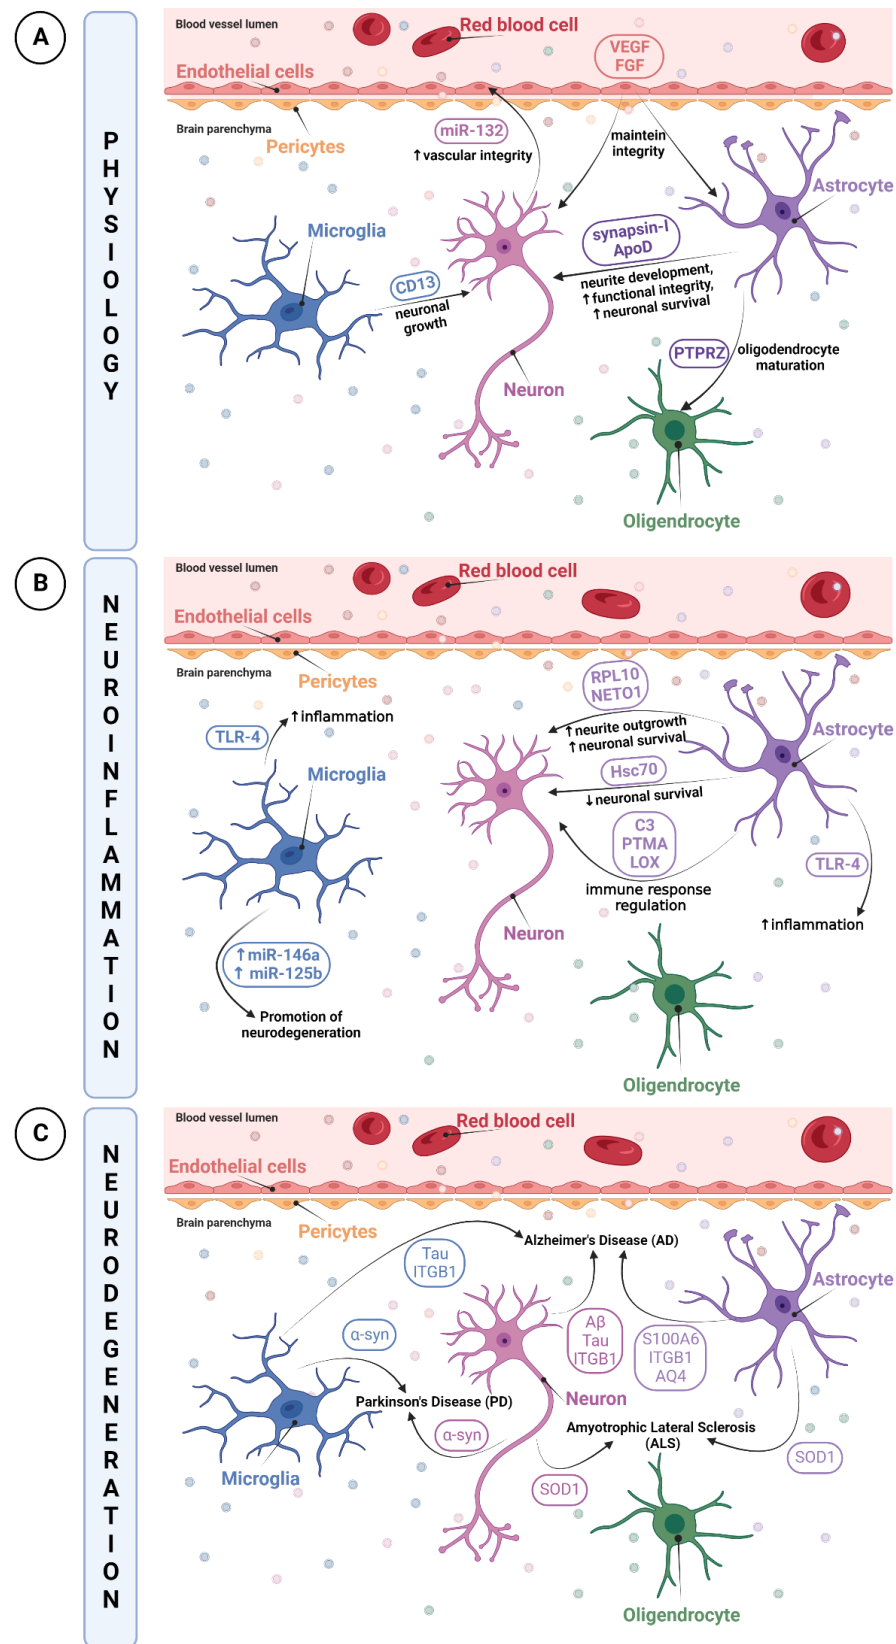 A
PHYSIOLOGY
Blood vessel lumen
Red blood cell
VEGF
FGF
Endothelial cells
Brain parenchyma
Pericytes
miR-132
↑vascular integrity
maintein
integrity
Astrocyte
Microglia
synapsin-I
ApoD
CD13
neuronal
growth
neurite development,
↑functional integrity,
↑neuronal survival
PTPRZ
oligodendrocyte
maturation
Neuron
Oligendrocyte
B
NEUROINFLAMMATION
Blood vessel lumen
Red blood cell
Endothelial cells
Brain parenchyma
Pericytes
RPL10
NETO1
↑inflammation
TLR-4
↑neurite outgrowth
↑neuronal survival
Astrocyte
Microglia
Hsc70
↓neuronal survival
C3
PTMA
LOX
TLR-4
immune response
regulation
↑inflammation
Neuron
↑miR-146a
↑ miR-125b
Promotion of
neurodegeneration
Oligendrocyte
C
NEURODEGENERATION
Blood vessel lumen
Red blood cell
Endothelial cells
Brain parenchyma
Pericytes
Alzheimer's Disease (AD)
Tau
ITGB1
Astrocyte
α-syn
Aβ
Tau
ITGB1
S100A6
ITGB1
AQ4
Parkinson's Disease (PD)
Neuron
α-syn
Amyotrophic Lateral Sclerosis
(ALS)
SOD1
Microglia
SOD1
Oligendrocyte